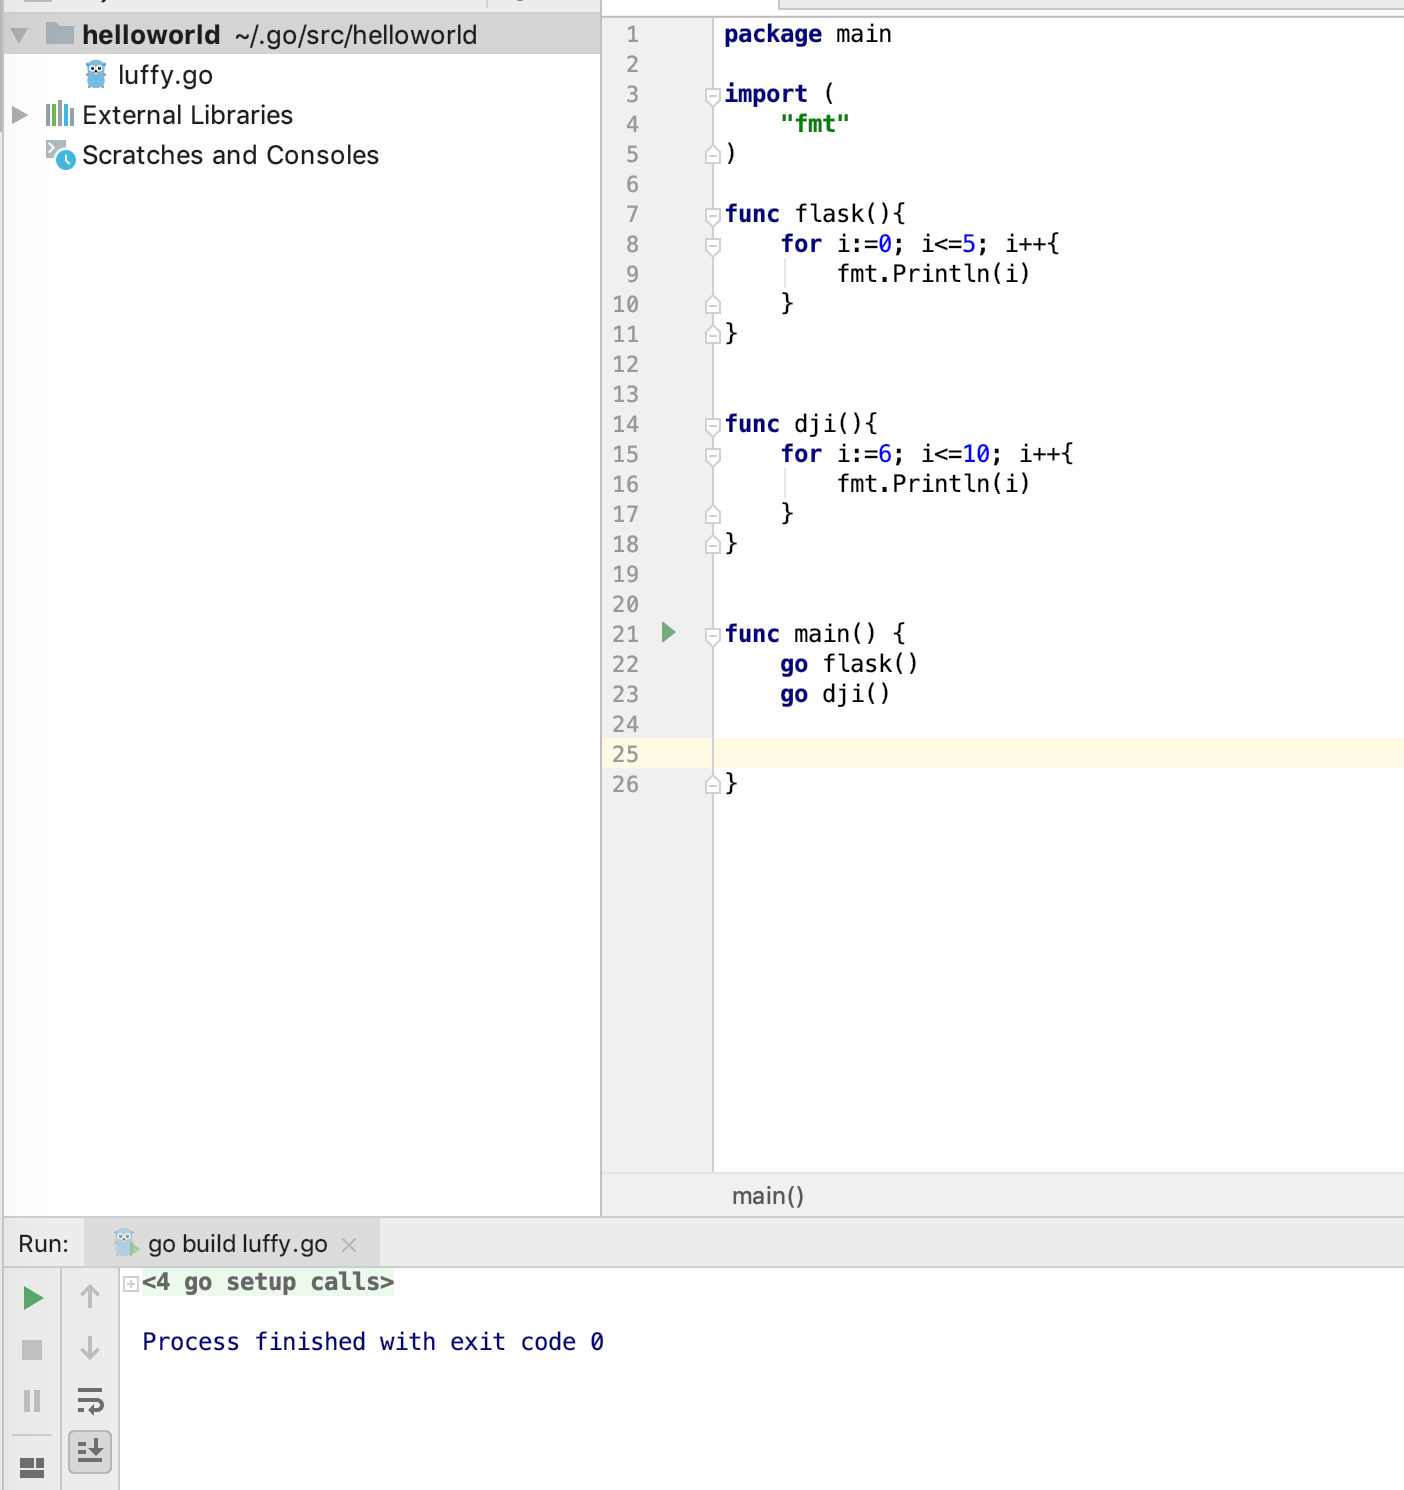 helloworld ~/.go/src/helloworld
luffy.go
External Libraries
Scratches and Consoles
1 package main
2
3 import (
4 "fmt"
5 )
6
7 func flask(){
8 for i:=0; i<=5; i++{
9 fmt.Println(i)
10 }
11 }
12
13
14 func dji(){
15 for i:=6; i<=10; i++{
16 fmt.Println(i)
17 }
18 }
19
20
21 func main() {
22 go flask()
23 go dji()
24
25
26 }
main()
Run: go build luffy.go
<4 go setup calls>
Process finished with exit code 0